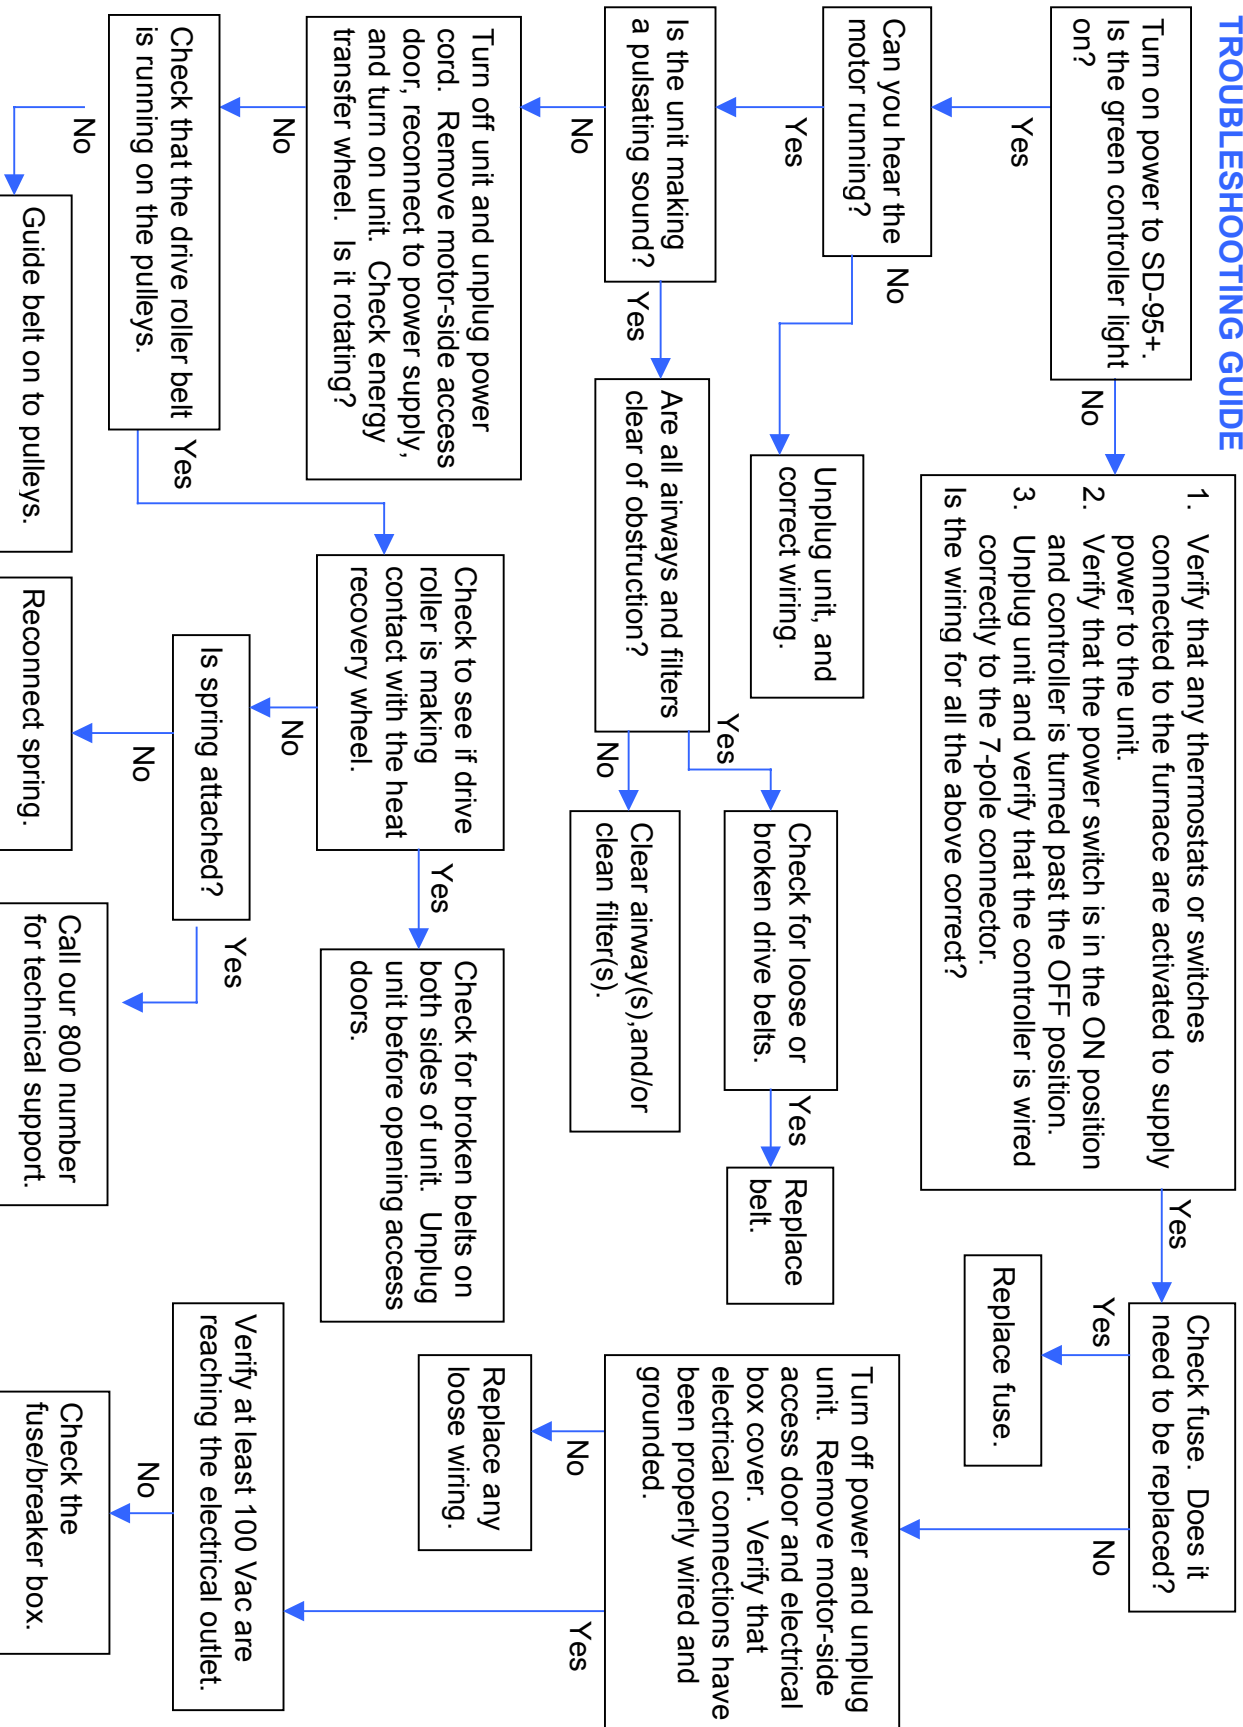 TROUBLESHOOTING GUIDE
Turn on power to SD-95+.
Is the green controller light
on?
No
Yes
1. Verify that any thermostats or switches
connected to the furnace are activated to supply
power to the unit.
2. Verify that the power switch is in the ON position
and controller is turned past the OFF position.
3. Unplug unit and verify that the controller is wired
correctly to the 7-pole connector.
Is the wiring for all the above correct?
Yes
Check fuse. Does it
need to be replaced?
Yes
No
Replace fuse.
Can you hear the
motor running?
No
Yes
Unplug unit, and
correct wiring.
Is the unit making
a pulsating sound?
Yes
No
Are all airways and filters
clear of obstruction?
Yes
No
Check for loose or
broken drive belts.
Yes
Replace
belt.
Clear airway(s),and/or
clean filter(s).
Turn off power and unplug
unit. Remove motor-side
access door and electrical
box cover. Verify that
electrical connections have
been properly wired and
grounded.
No
Yes
Replace any
loose wiring.
Turn off unit and unplug power
cord. Remove motor-side access
door, reconnect to power supply,
and turn on unit. Check energy
transfer wheel. Is it rotating?
No
Check that the drive roller belt
is running on the pulleys.
Yes
No
Check to see if drive
roller is making
contact with the heat
recovery wheel.
Yes
No
Check for broken belts on
both sides of unit. Unplug
unit before opening access
doors.
Is spring attached?
No
Yes
Verify at least 100 Vac are
reaching the electrical outlet.
No
Guide belt on to pulleys.
Reconnect spring.
Call our 800 number
for technical support.
Check the
fuse/breaker box.